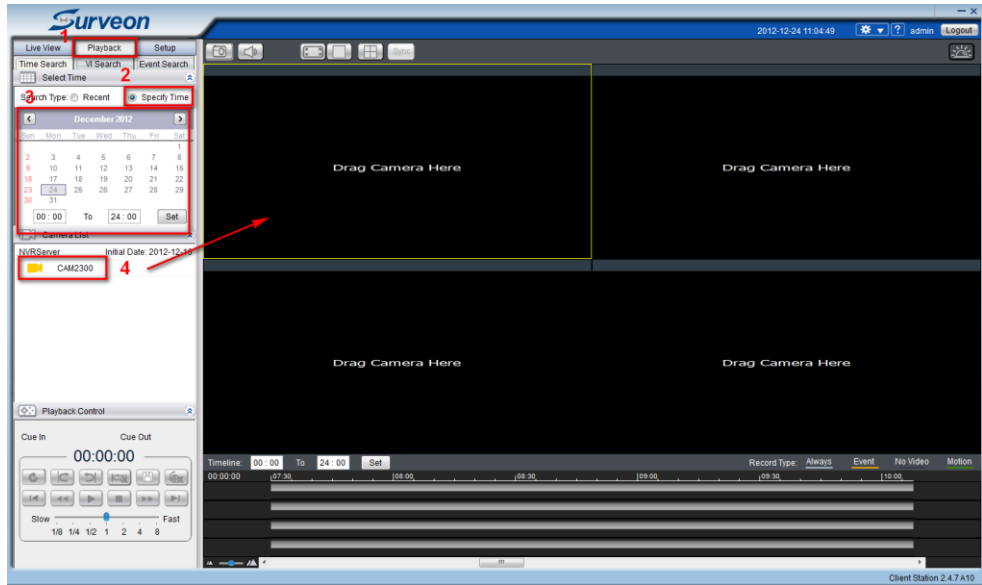 Surveon
2012-12-24 11:04:49 ? admin Logout
1
Live View Playback Setup
Sync
Time Search VI Search Event Search
Select Time 2
Search Type: Recent Specify Time
3
December 2012
Sun Mon Tue Wed Thu Fri Sat
1
2 3 4 5 6 7 8
9 10 11 12 13 14 15
16 17 18 19 20 21 22
23 24 25 26 27 28 29
30 31
00 : 00 To 24 : 00 Set
Drag Camera Here
Drag Camera Here
Camera List
NVRServer Initial Date: 2012-12-10
CAM2300 4
Drag Camera Here
Drag Camera Here
Playback Control
Cue In Cue Out
00:00:00
Slow Fast
1/8 1/4 1/2 1 2 4 8
Timeline: 00 : 00 To 24 : 00 Set Record Type: Always Event No Video Motion
00:00:00 07:30 08:00 08:30 09:00 09:30 10:00
Client Station 2.4.7 A10